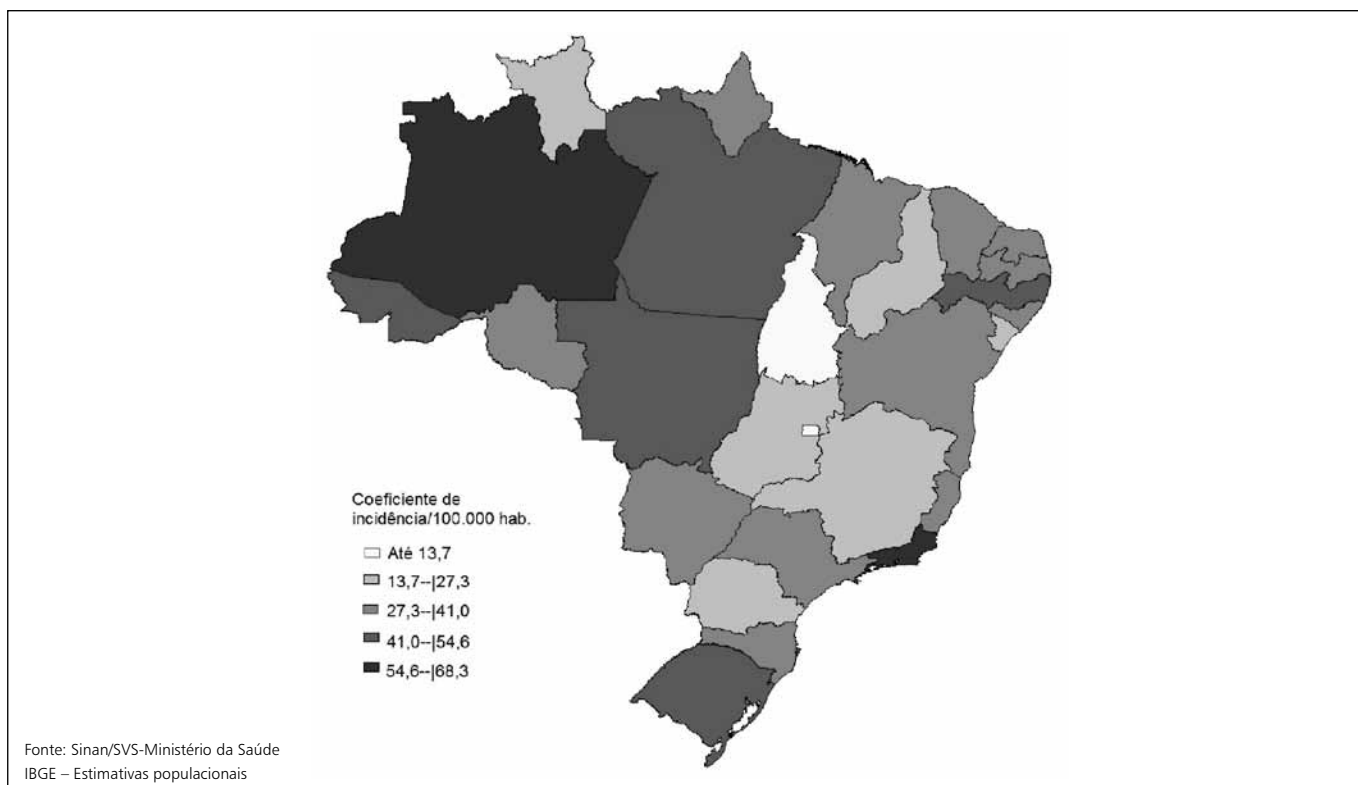 Coeficiente de
incidência/100.000 hab.
Até 13,7
13,7--|27,3
27,3--|41,0
41,0--|54,6
54,6--|68,3
Fonte: Sinan/SVS-Ministério da Saúde
IBGE – Estimativas populacionais